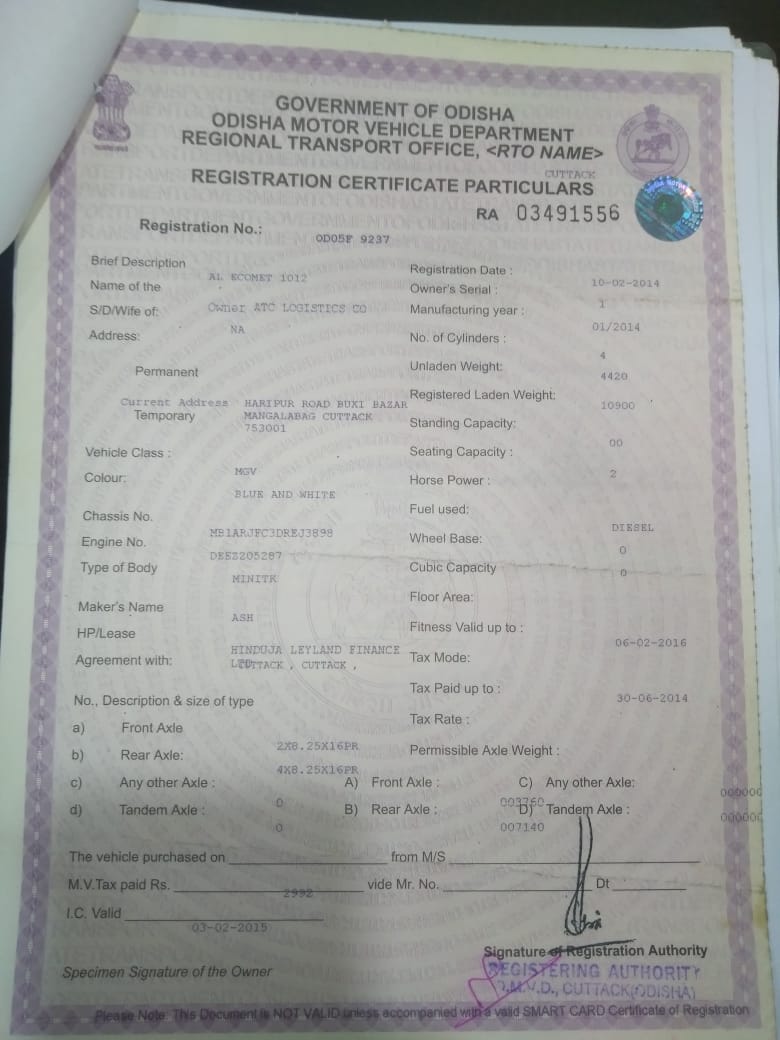 GOVERNMENT OF ODISHA
ODISHA MOTOR VEHICLE DEPARTMENT
REGIONAL TRANSPORT OFFICE, <RTO NAME>
CUTTACK
REGISTRATION CERTIFICATE PARTICULARS
RA 03491556
Registration No.: OD05F 9237
Brief Description AL ECOMET 1012
Name of the Owner ATC LOGISTICS CO
S/D/Wife of: NA
Address:
Permanent
Current Address HARIPUR ROAD BUXI BAZAR
Temporary MANGALABAG CUTTACK
753001
Vehicle Class : MGV
Colour: BLUE AND WHITE
Chassis No. MB1ARJFC3DREJ3898
Engine No. DEEZ205287
Type of Body MINITK
Maker's Name ASH
HP/Lease HINDUJA LEYLAND FINANCE
Agreement with: LTD CUTTACK , CUTTACK ,
Registration Date : 10-02-2014
Owner's Serial : 1
Manufacturing year : 01/2014
No. of Cylinders : 4
Unladen Weight: 4420
Registered Laden Weight: 10900
Standing Capacity: 00
Seating Capacity : 2
Horse Power :
Fuel used: DIESEL
Wheel Base: 0
Cubic Capacity 0
Floor Area:
Fitness Valid up to : 06-02-2016
Tax Mode:
Tax Paid up to : 30-06-2014
Tax Rate :
No., Description & size of type
a) Front Axle 2X8.25X16PR
b) Rear Axle: 4X8.25X16PR
c) Any other Axle : 0
d) Tandem Axle : 0
Permissible Axle Weight :
A) Front Axle : 003760 C) Any other Axle: 000000
B) Rear Axle : 007140 D) Tandem Axle : 000000
The vehicle purchased on from M/S
M.V.Tax paid Rs. 2992 vide Mr. No. Dt
I.C. Valid 03-02-2015
Signature of Registration Authority
REGISTERING AUTHORITY
O.M.V.D., CUTTACK(ODISHA)
Specimen Signature of the Owner
Please Note: This Document is NOT VALID unless accompanied with a valid SMART CARD Certificate of Registration